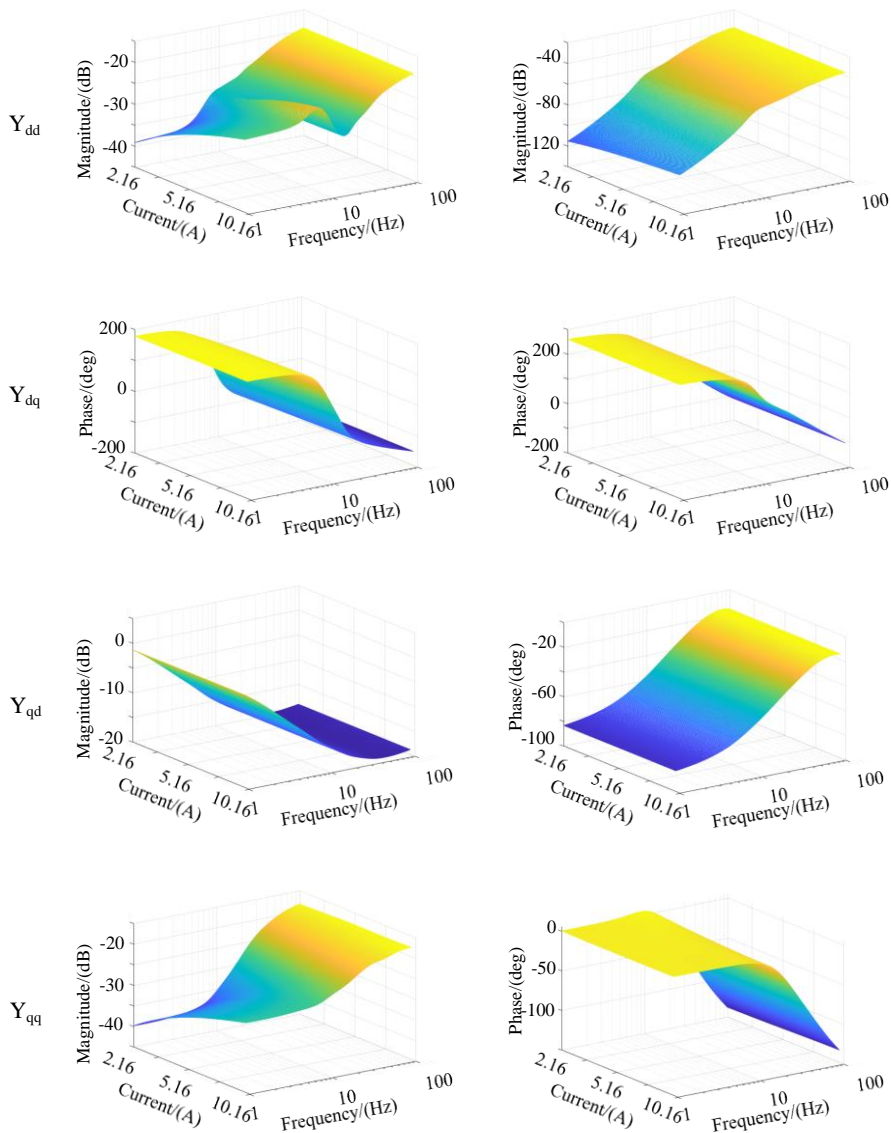 Y_dd
Magnitude/(dB)
-20
-30
-40
2.16
5.16
10.16
Current/(A)
1
10
100
Frequency/(Hz)
Magnitude/(dB)
-40
-80
-120
2.16
5.16
10.16
Current/(A)
1
10
100
Frequency/(Hz)
Y_dq
Phase/(deg)
200
0
-200
2.16
5.16
10.16
Current/(A)
1
10
100
Frequency/(Hz)
Phase/(deg)
200
0
-200
2.16
5.16
10.16
Current/(A)
1
10
100
Frequency/(Hz)
Y_qd
Magnitude/(dB)
0
-10
-20
2.16
5.16
10.16
Current/(A)
1
10
100
Frequency/(Hz)
Phase/(deg)
-20
-60
-100
2.16
5.16
10.16
Current/(A)
1
10
100
Frequency/(Hz)
Y_qq
Magnitude/(dB)
-20
-30
-40
2.16
5.16
10.16
Current/(A)
1
10
100
Frequency/(Hz)
Phase/(deg)
0
-50
-100
2.16
5.16
10.16
Current/(A)
1
10
100
Frequency/(Hz)